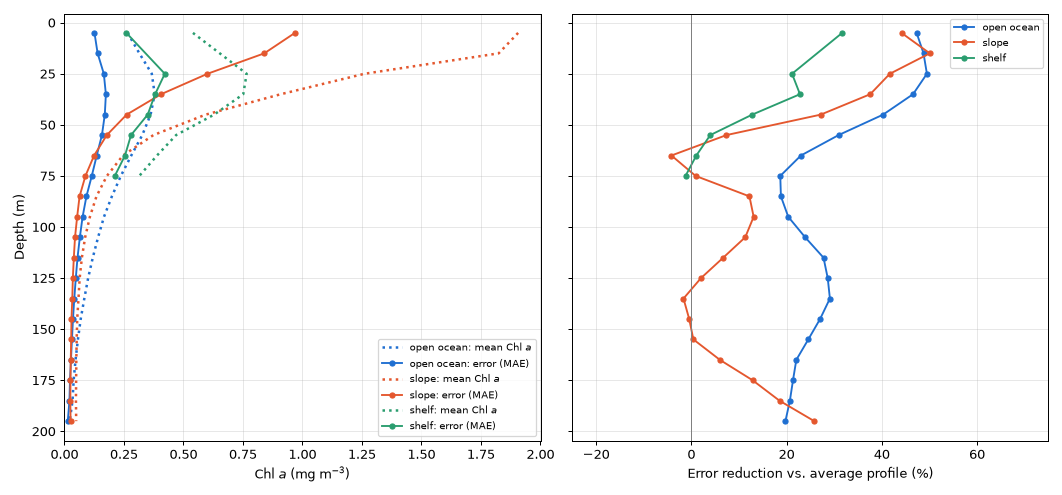 0
25
50
75
100
125
150
175
200
Depth (m)
0.00
0.25
0.50
0.75
1.00
1.25
1.50
1.75
2.00
Chl a (mg m⁻³)
open ocean: mean Chl a
open ocean: error (MAE)
slope: mean Chl a
slope: error (MAE)
shelf: mean Chl a
shelf: error (MAE)
open ocean
slope
shelf
−20
0
20
40
60
Error reduction vs. average profile (%)